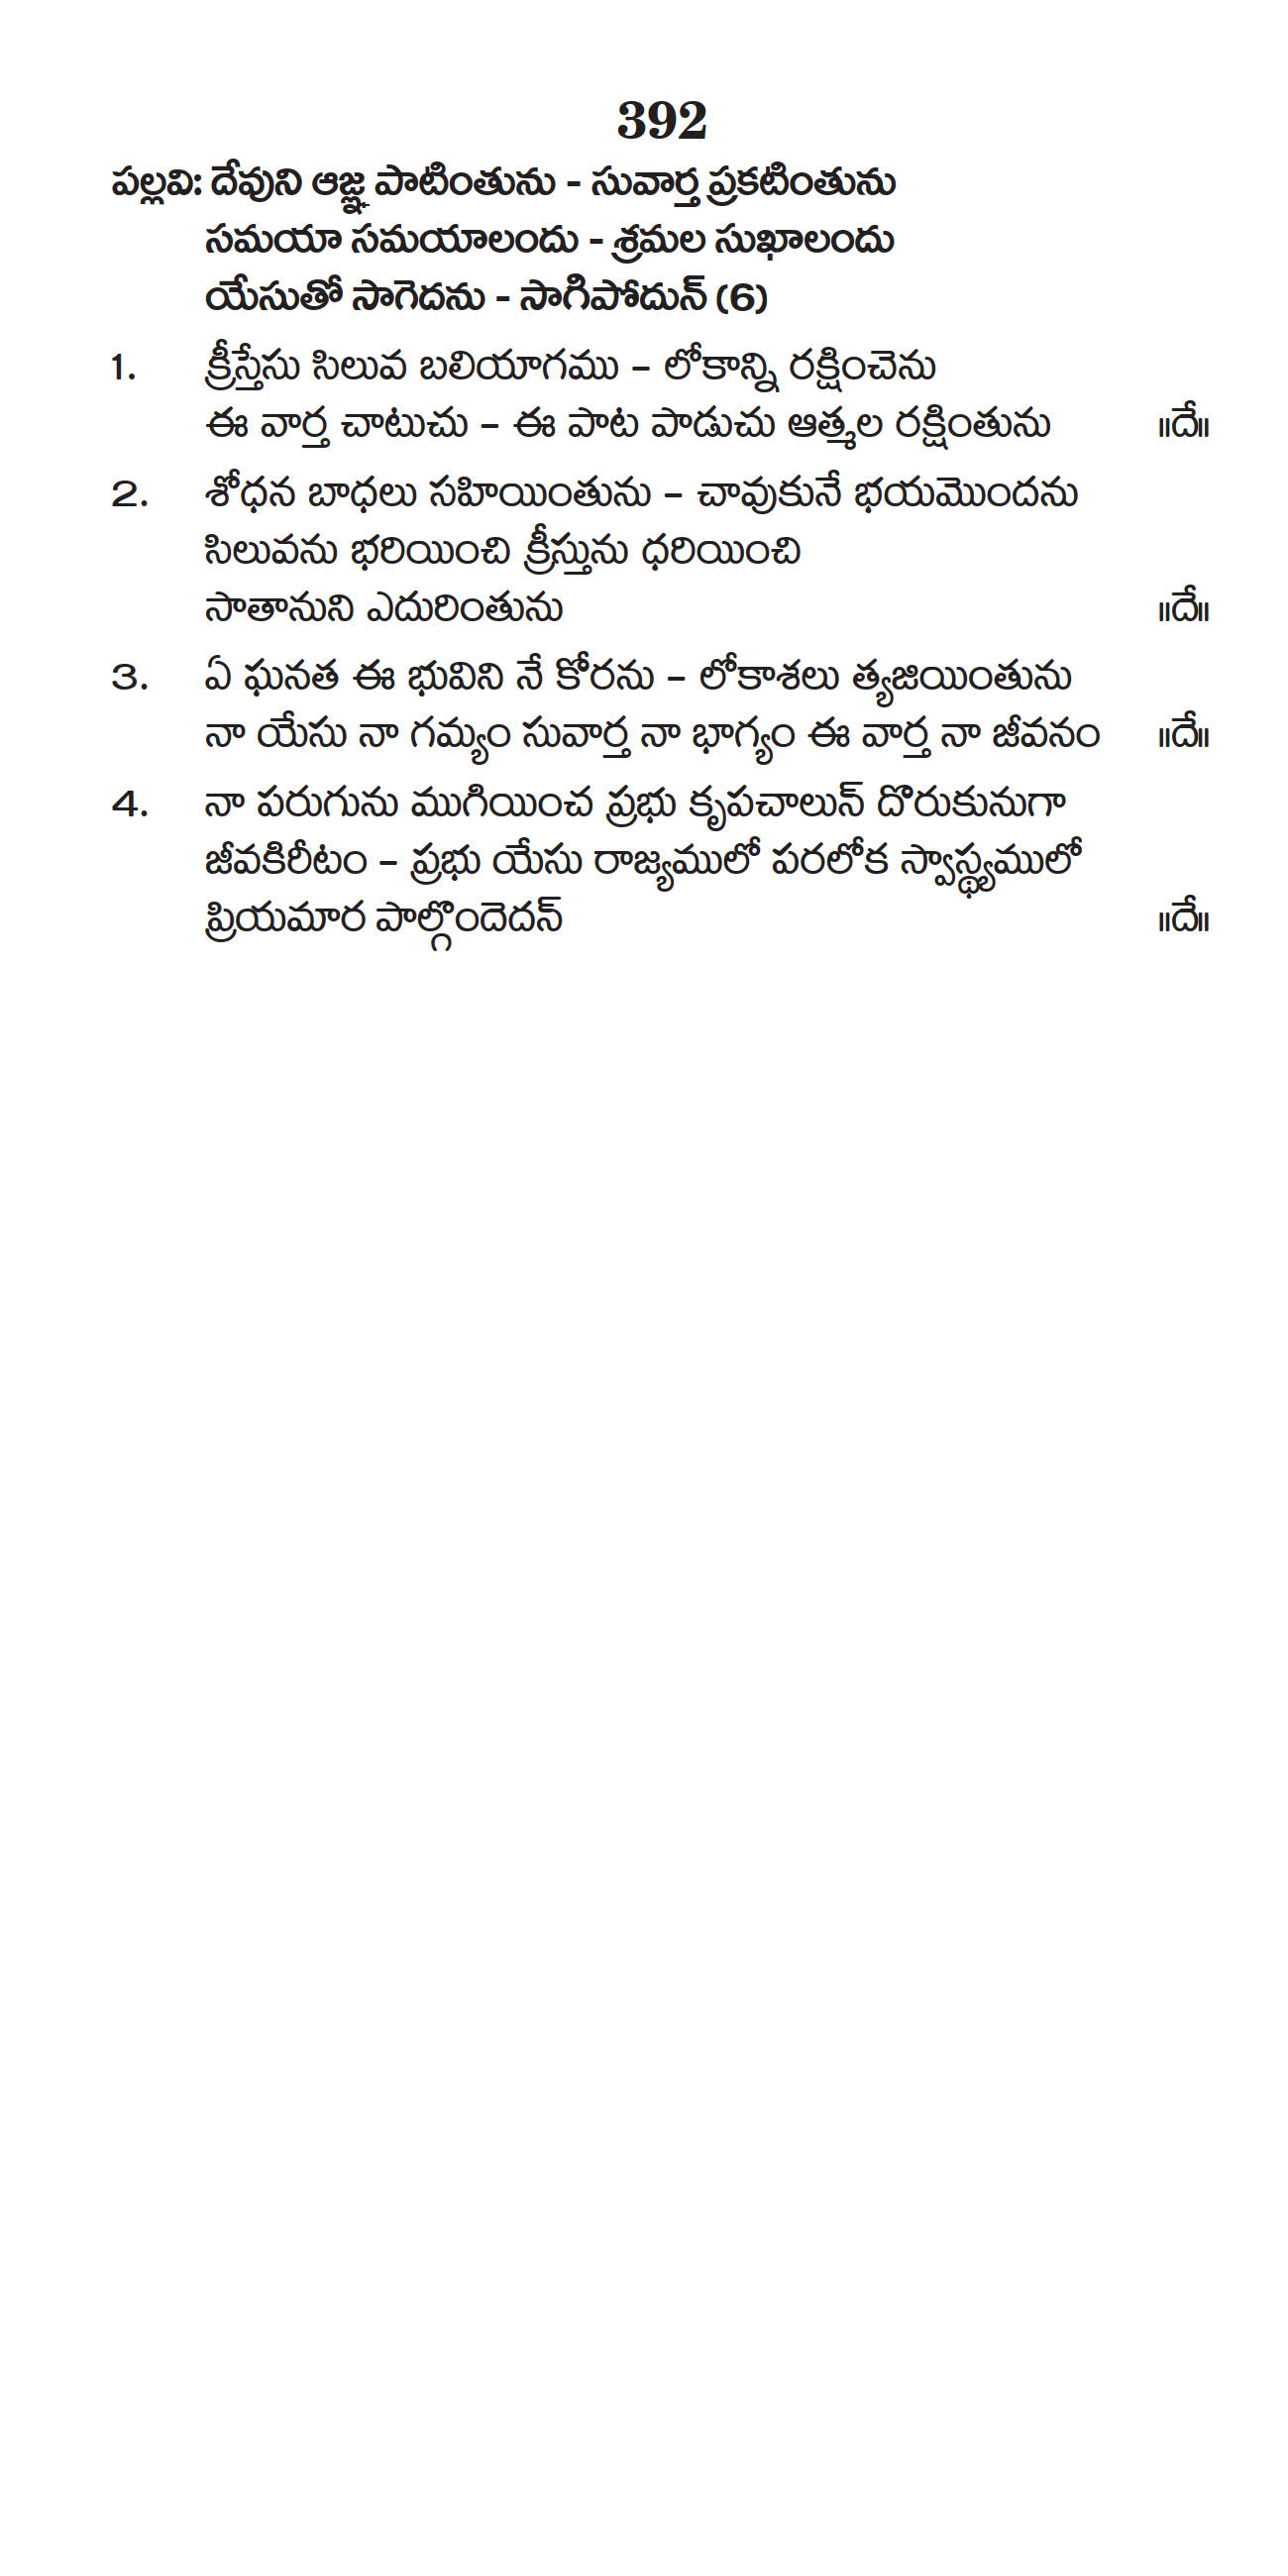 392
పల్లవి: దేవుని ఆజ్ఞ పాటింతును - సువార్త ప్రకటింతును
సమయా సమయాలందు - శ్రమల సుఖాలందు
యేసుతో సాగెదను - సాగిపోదున్ (6)
1. క్రీస్తేసు సిలువ బలియాగము – లోకాన్ని రక్షించెను
ఈ వార్త చాటుచు – ఈ పాట పాడుచు ఆత్మల రక్షింతును ॥దే॥
2. శోధన బాధలు సహియింతును – చావుకునే భయమొందను
సిలువను భరియించి క్రీస్తును ధరియించి
సాతానుని ఎదురింతును ॥దే॥
3. ఏ ఘనత ఈ భువిని నే కోరను – లోకాశలు త్యజియింతును
నా యేసు నా గమ్యం సువార్త నా భాగ్యం ఈ వార్త నా జీవనం ॥దే॥
4. నా పరుగును ముగియించ ప్రభు కృపచాలున్ దొరుకునుగా
జీవకిరీటం – ప్రభు యేసు రాజ్యములో పరలోక స్వాస్థ్యములో
ప్రియమార పాల్గొందెదన్ ॥దే॥